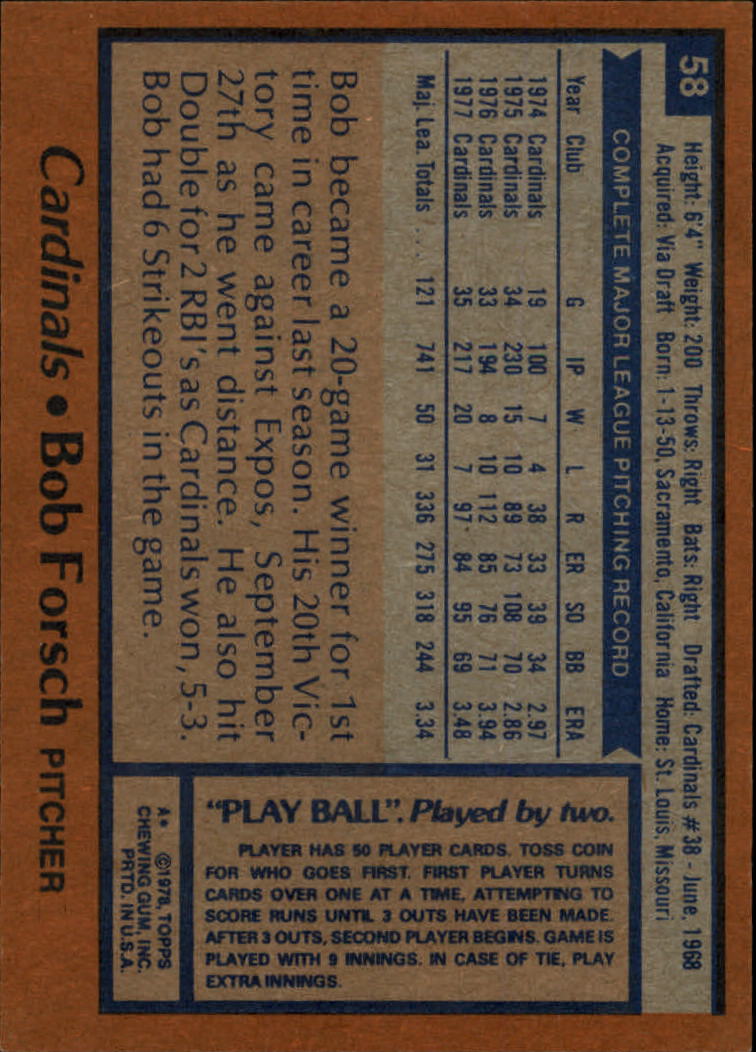 58
Height: 6'4" Weight: 200 Throws: Right Bats: Right Drafted: Cardinals #38 - June, 1968
Acquired: Via Draft Born: 1-13-50, Sacramento, California Home: St. Louis, Missouri
COMPLETE MAJOR LEAGUE PITCHING RECORD
Year Club G IP W L R ER SO BB ERA
1974 Cardinals 19 100 7 4 38 33 39 34 2.97
1975 Cardinals 34 230 15 10 89 73 108 70 2.86
1976 Cardinals 33 194 8 10 112 85 76 71 3.94
1977 Cardinals 35 217 20 7 97 84 95 69 3.48
Maj. Lea. Totals ... 121 741 50 31 336 275 318 244 3.34
Bob became a 20-game winner for 1st
time in career last season. His 20th Vic-
tory came against Expos, September
27th as he went distance. He also hit
Double for 2 RBI's as Cardinals won, 5-3.
Bob had 6 Strikeouts in the game.
"PLAY BALL". Played by two.
PLAYER HAS 50 PLAYER CARDS. TOSS COIN
FOR WHO GOES FIRST. FIRST PLAYER TURNS
CARDS OVER ONE AT A TIME, ATTEMPTING TO
SCORE RUNS UNTIL 3 OUTS HAVE BEEN MADE.
AFTER 3 OUTS, SECOND PLAYER BEGINS. GAME IS
PLAYED WITH 9 INNINGS. IN CASE OF TIE, PLAY
EXTRA INNINGS.
A* ©1978, TOPPS
CHEWING GUM, INC.
PRTD. IN U.S.A.
Cardinals • Bob Forsch PITCHER